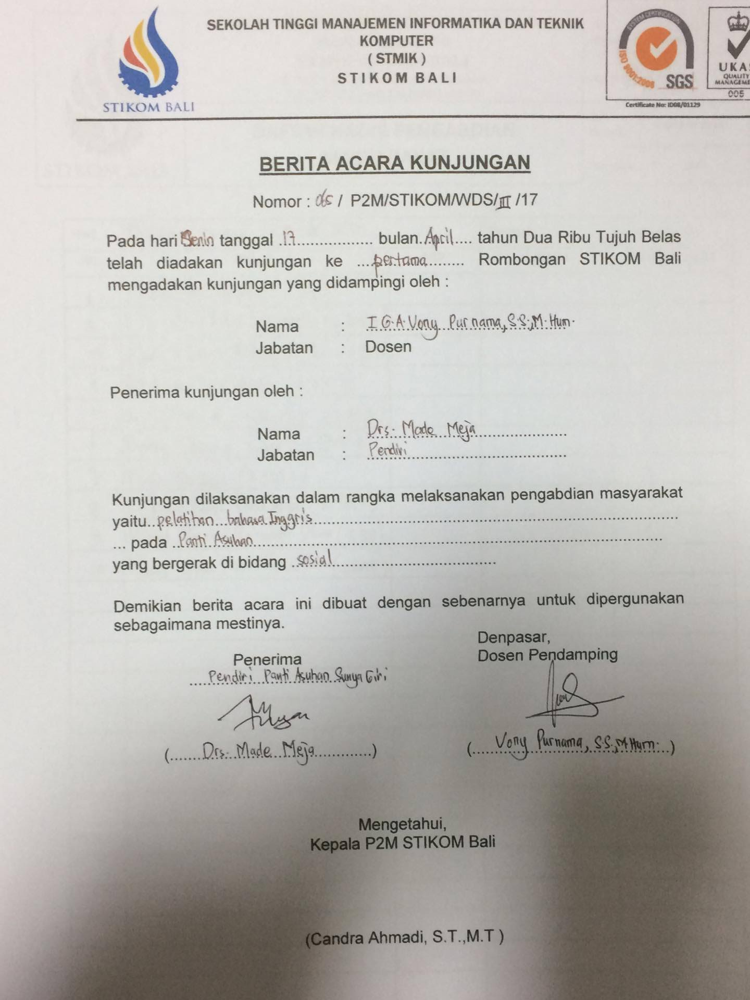 SEKOLAH TINGGI MANAJEMEN INFORMATIKA DAN TEKNIK
KOMPUTER
( STMIK )
STIKOM BALI
STIKOM BALI
SYSTEM CERTIFICATION
ISO 9001:2008
SGS
UKAS
QUALITY
MANAGEME
005
Certificate No: ID08/01129
BERITA ACARA KUNJUNGAN
Nomor : 065 / P2M/STIKOM/WDS/III/17
Pada hari Senin tanggal .17.................. bulan..April.... tahun Dua Ribu Tujuh Belas
telah diadakan kunjungan ke ....pertama......... Rombongan STIKOM Bali
mengadakan kunjungan yang didampingi oleh :
Nama : I G.A. Vony Purnama, S.S., M.Hum.
Jabatan : Dosen
Penerima kunjungan oleh :
Nama : Drs. Made Meja
Jabatan : Pendiri
Kunjungan dilaksanakan dalam rangka melaksanakan pengabdian masyarakat
yaitu..pelatihan bahasa Inggris
... pada ..Panti Asuhan
yang bergerak di bidang ..sosial
Demikian berita acara ini dibuat dengan sebenarnya untuk dipergunakan
sebagaimana mestinya.
Denpasar,
Penerima Dosen Pendamping
Pendiri Panti Asuhan Sunya Giri
(.......Drs. Made Meja.............) (......Vony Purnama, S.S., M.Hum...)
Mengetahui,
Kepala P2M STIKOM Bali
(Candra Ahmadi, S.T.,M.T )